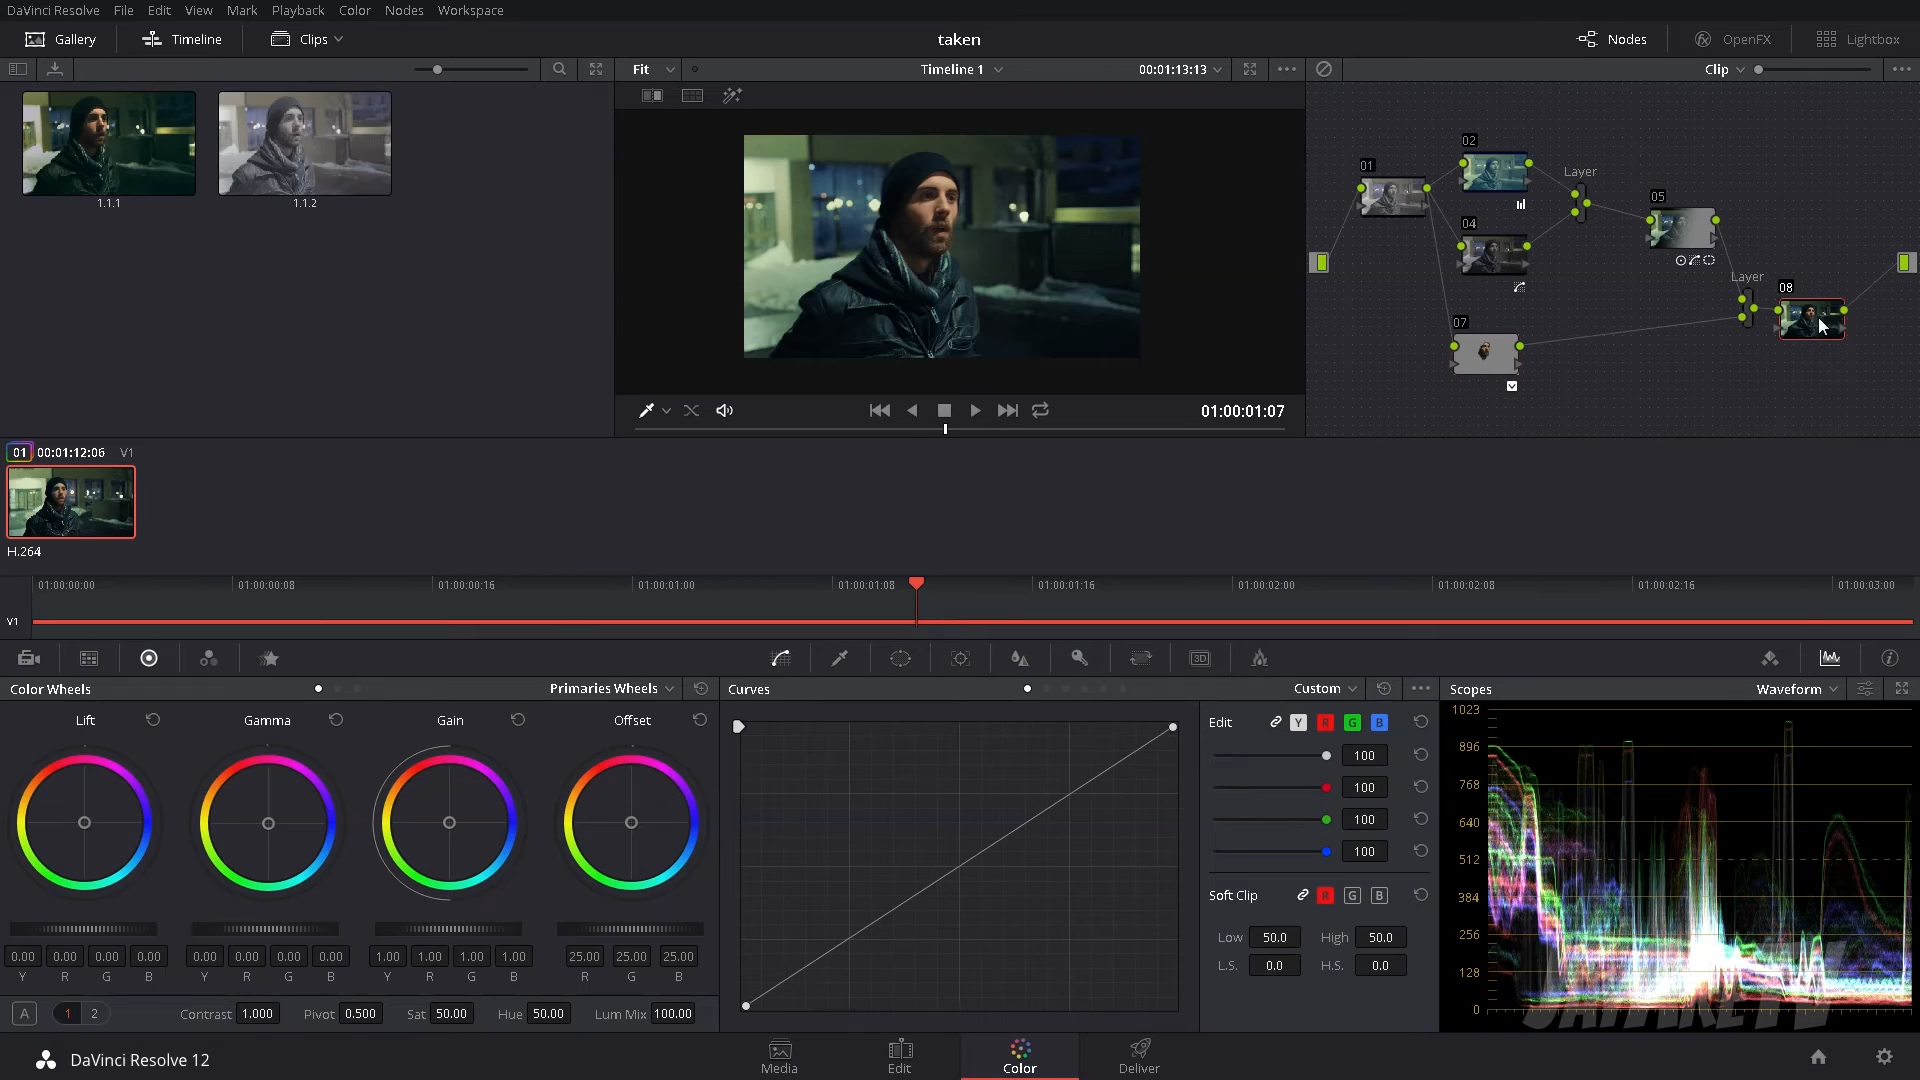 DaVinci Resolve File Edit View Mark Playback Color Nodes Workspace
Gallery Timeline Clips taken Nodes OpenFX Lightbox
Fit Timeline 1 00:01:13:13 Clip
1.1.1 1.1.2
01 02 Layer 05
04 Layer 08
07
01:00:01:07
01 00:01:12:06 V1
H.264
01:00:00:00 01:00:00:08 01:00:00:16 01:00:01:00 01:00:01:08 01:00:01:16 01:00:02:00 01:00:02:08 01:00:02:16 01:00:03:00
V1
3D
Color Wheels Primaries Wheels Curves Custom Scopes Waveform
Lift Gamma Gain Offset
Edit Y R G B
100
100
100
100
Soft Clip R G B
Low 50.0 High 50.0
L.S. 0.0 H.S. 0.0
1023
896
768
640
512
384
256
128
0
0.00 0.00 0.00 0.00 0.00 0.00 0.00 0.00 1.00 1.00 1.00 1.00 25.00 25.00 25.00
Y R G B Y R G B Y R G B R G B
A 1 2 Contrast 1.000 Pivot 0.500 Sat 50.00 Hue 50.00 Lum Mix 100.00
DaVinci Resolve 12 Media Edit Color Deliver